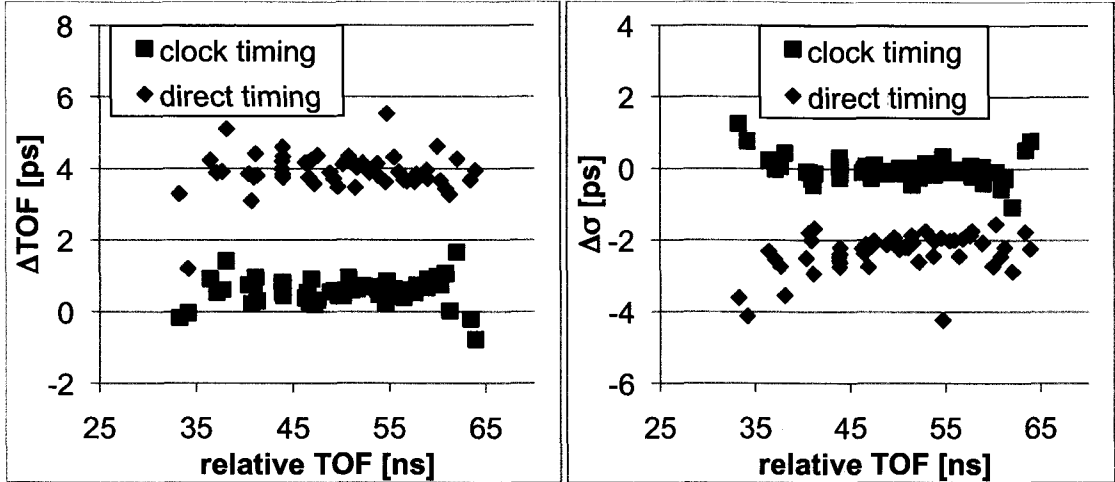 8
6
4
2
0
-2
ΔTOF [ps]
clock timing
direct timing
25 35 45 55 65
relative TOF [ns]
4
2
0
-2
-4
-6
Δσ [ps]
clock timing
direct timing
25 35 45 55 65
relative TOF [ns]